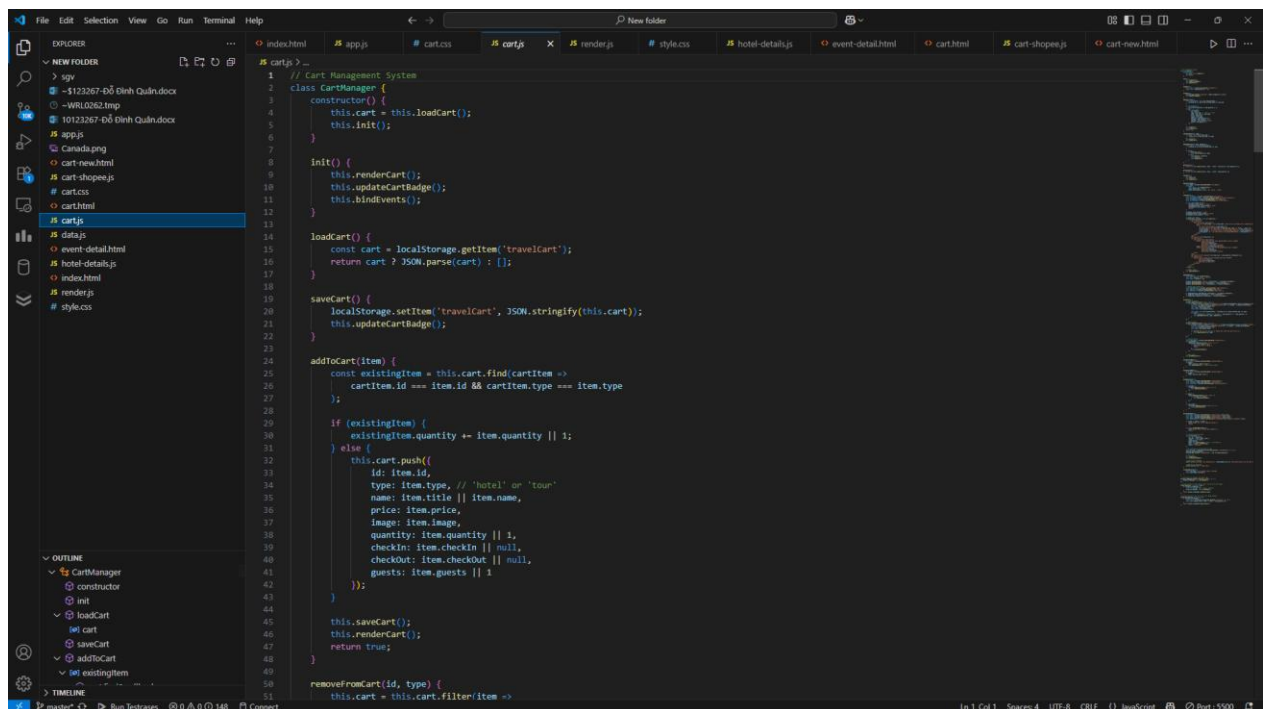 File Edit Selection View Go Run Terminal Help
New folder
EXPLORER
index.html
JS app.js
# cart.css
JS cart.js
JS render.js
# style.css
JS hotel-details.js
event-detail.html
cart.html
JS cart-shopee.js
cart-new.html
NEW FOLDER
sgv
~$123267-Đỗ Đình Quân.docx
~WRL0262.tmp
10123267-Đỗ Đình Quân.docx
JS app.js
Canada.png
cart-new.html
JS cart-shopee.js
# cart.css
cart.html
JS cart.js
JS data.js
event-detail.html
JS hotel-details.js
index.html
JS render.js
# style.css
10K
OUTLINE
CartManager
constructor
init
loadCart
cart
saveCart
addToCart
existingItem
TIMELINE
JS cart.js > ...
1 // Cart Management System
2 class CartManager {
3 constructor() {
4 this.cart = this.loadCart();
5 this.init();
6 }
7
8 init() {
9 this.renderCart();
10 this.updateCartBadge();
11 this.bindEvents();
12 }
13
14 loadCart() {
15 const cart = localStorage.getItem('travelCart');
16 return cart ? JSON.parse(cart) : [];
17 }
18
19 saveCart() {
20 localStorage.setItem('travelCart', JSON.stringify(this.cart));
21 this.updateCartBadge();
22 }
23
24 addToCart(item) {
25 const existingItem = this.cart.find(cartItem =>
26 cartItem.id === item.id && cartItem.type === item.type
27 );
28
29 if (existingItem) {
30 existingItem.quantity += item.quantity || 1;
31 } else {
32 this.cart.push({
33 id: item.id,
34 type: item.type, // 'hotel' or 'tour'
35 name: item.title || item.name,
36 price: item.price,
37 image: item.image,
38 quantity: item.quantity || 1,
39 checkIn: item.checkIn || null,
40 checkOut: item.checkOut || null,
41 guests: item.guests || 1
42 });
43 }
44
45 this.saveCart();
46 this.renderCart();
47 return true;
48 }
49
50 removeFromCart(id, type) {
51 this.cart = this.cart.filter(item =>
master* Run Testcases 0 0 0 148 Connect
Ln 1, Col 1 Spaces: 4 UTF-8 CRLF {} JavaScript Port : 5500